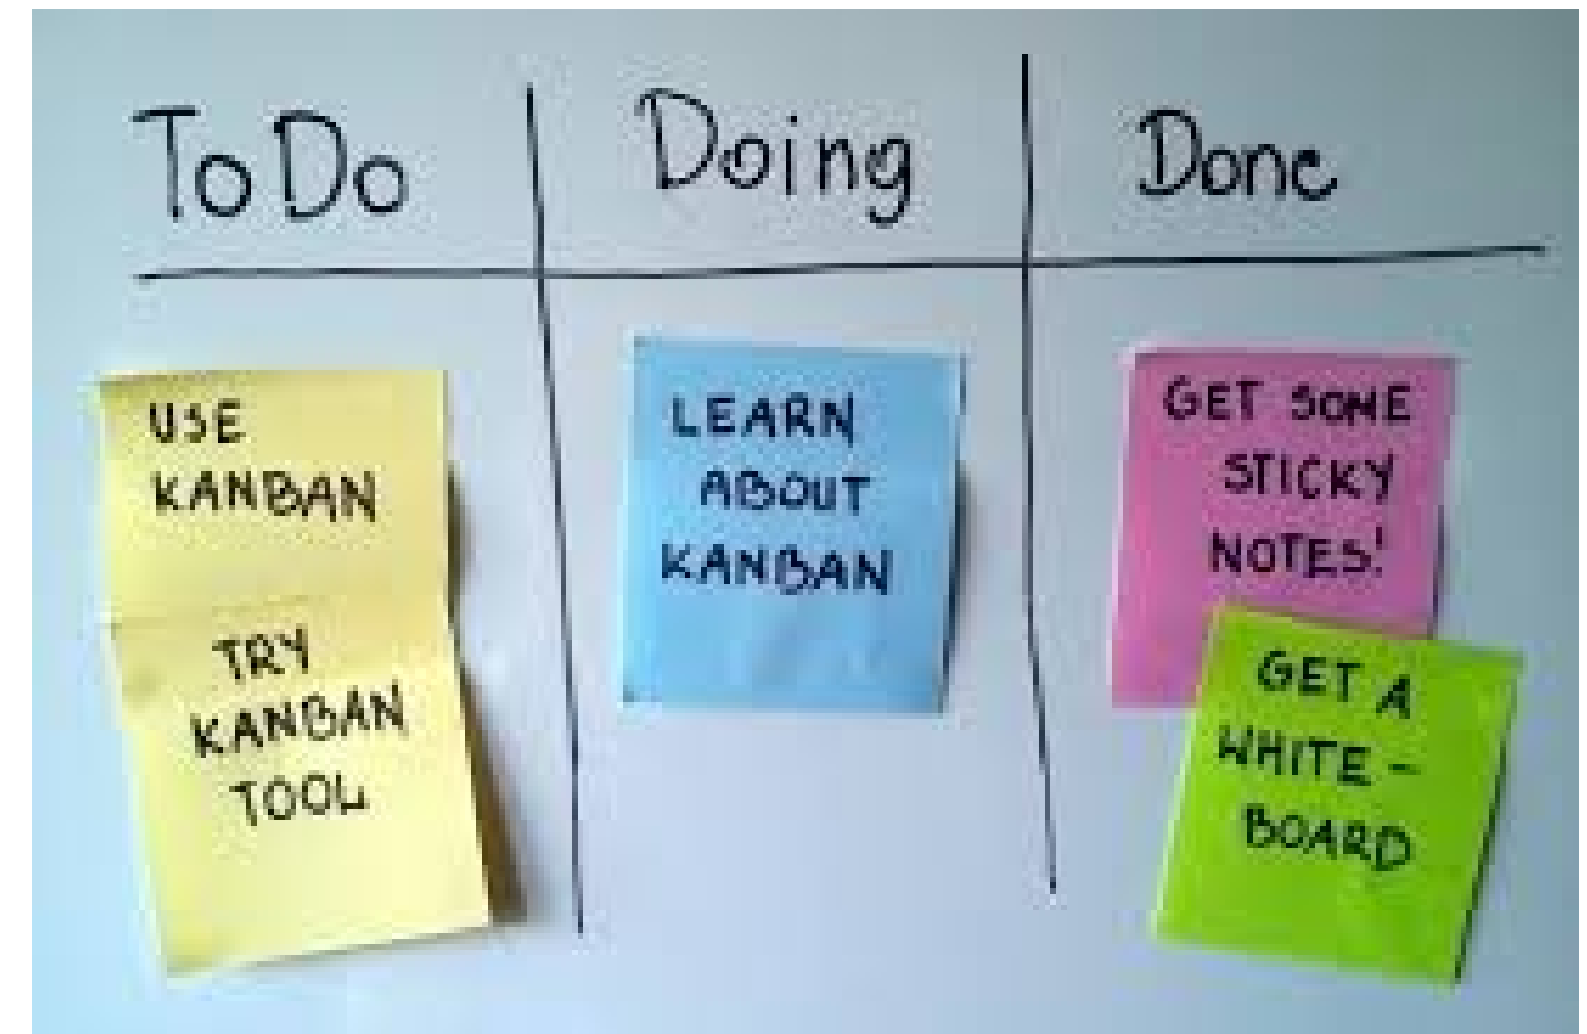 To Do
Doing
Done
USE
KANBAN
TRY
KANBAN
TOOL
LEARN
ABOUT
KANBAN
GET SOME
STICKY
NOTES!
GET A
WHITE-
BOARD